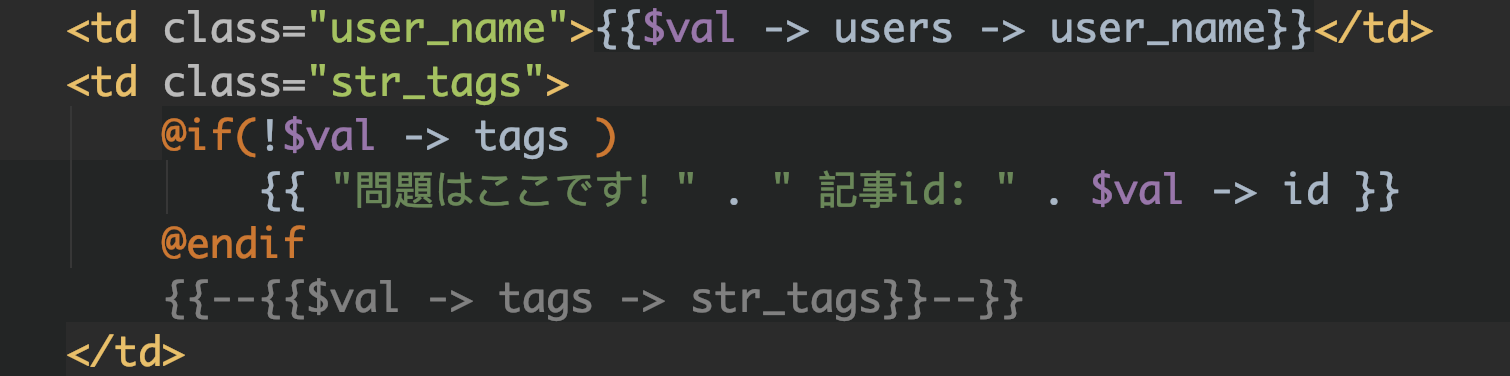 <td class="user_name">{{$val -> users -> user_name}}</td>
<td class="str_tags">
@if(!$val -> tags )
{{ "問題はここです! " . " 記事id: " . $val -> id }}
@endif
{{--{{$val -> tags -> str_tags}}--}}
</td>